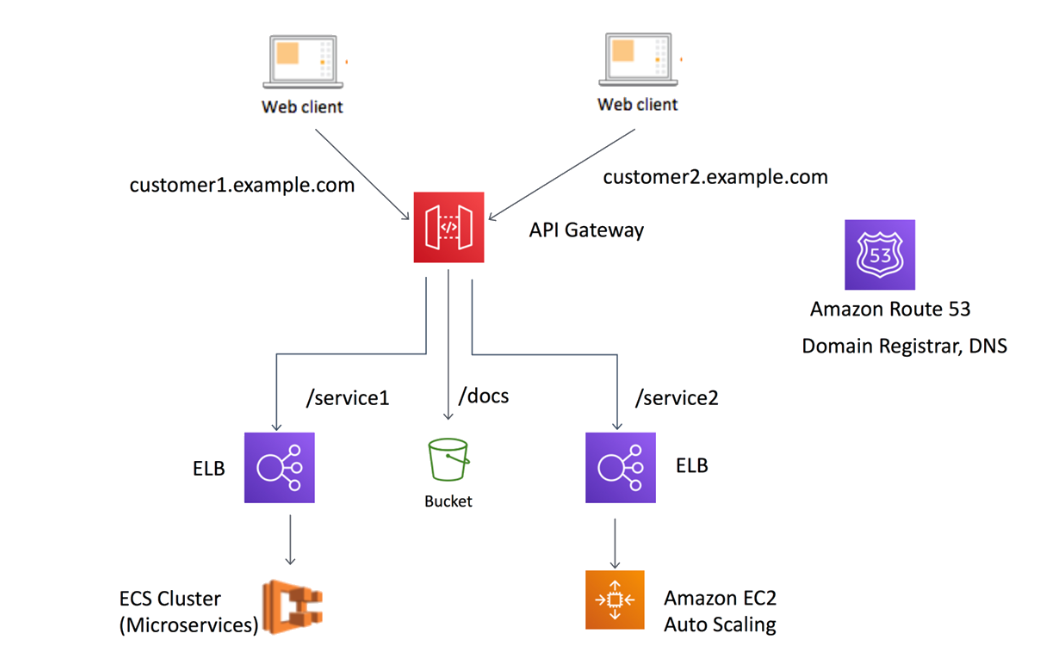 Web client
Web client
customer1.example.com
customer2.example.com
API Gateway
53
Amazon Route 53
Domain Registrar, DNS
/service1
/docs
/service2
ELB
ELB
Bucket
ECS Cluster
(Microservices)
Amazon EC2
Auto Scaling